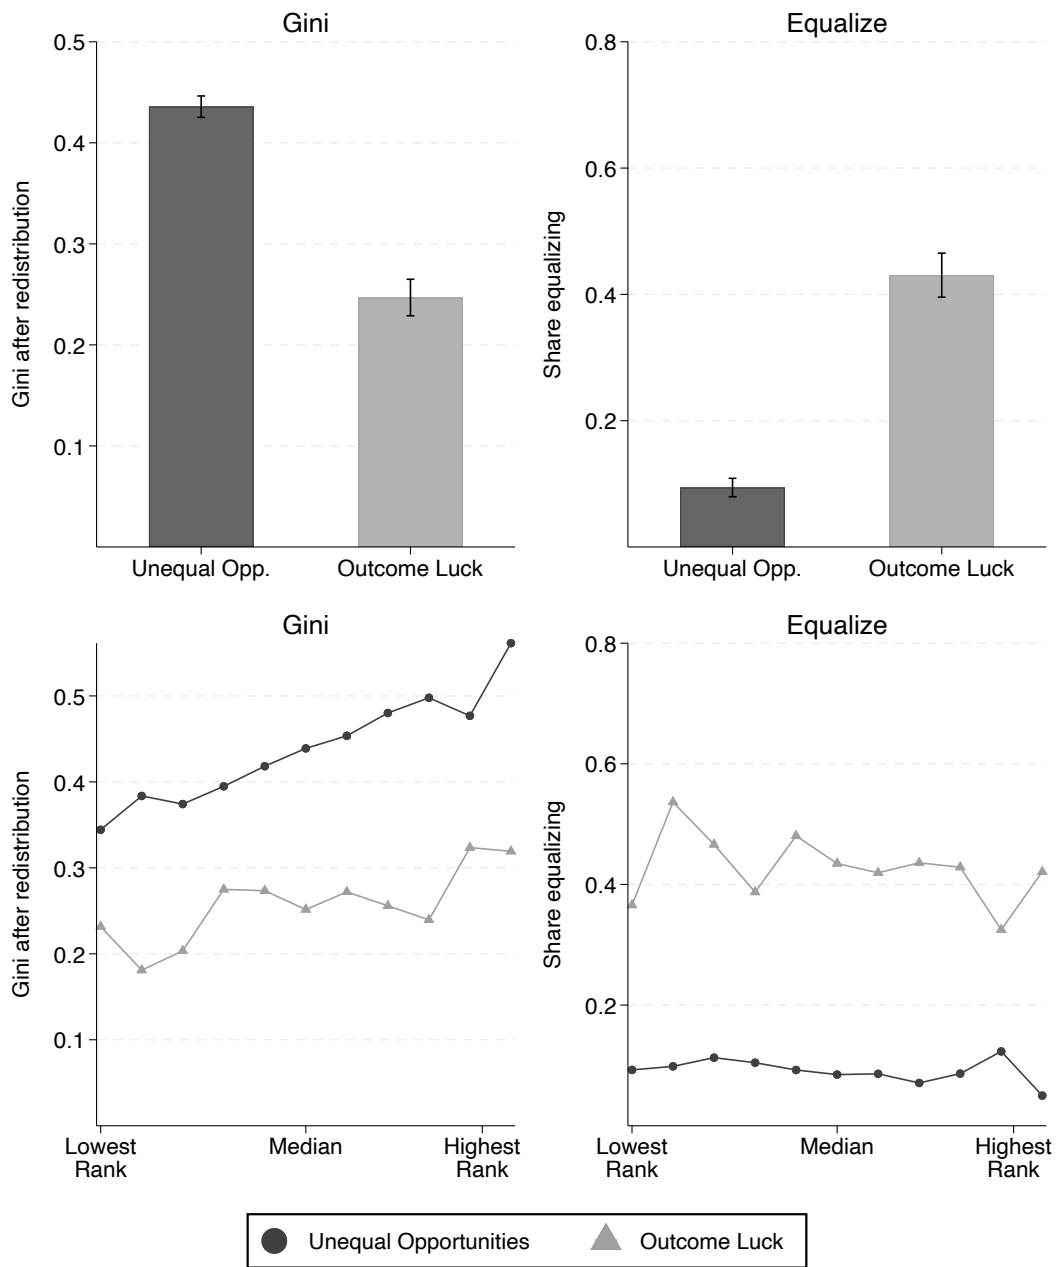 Gini
Gini after redistribution
0.5
0.4
0.3
0.2
0.1
Unequal Opp.
Outcome Luck
Equalize
Share equalizing
0.8
0.6
0.4
0.2
Unequal Opp.
Outcome Luck
Gini
Gini after redistribution
0.5
0.4
0.3
0.2
0.1
Lowest
Rank
Median
Highest
Rank
Equalize
Share equalizing
0.8
0.6
0.4
0.2
Lowest
Rank
Median
Highest
Rank
Unequal Opportunities
Outcome Luck